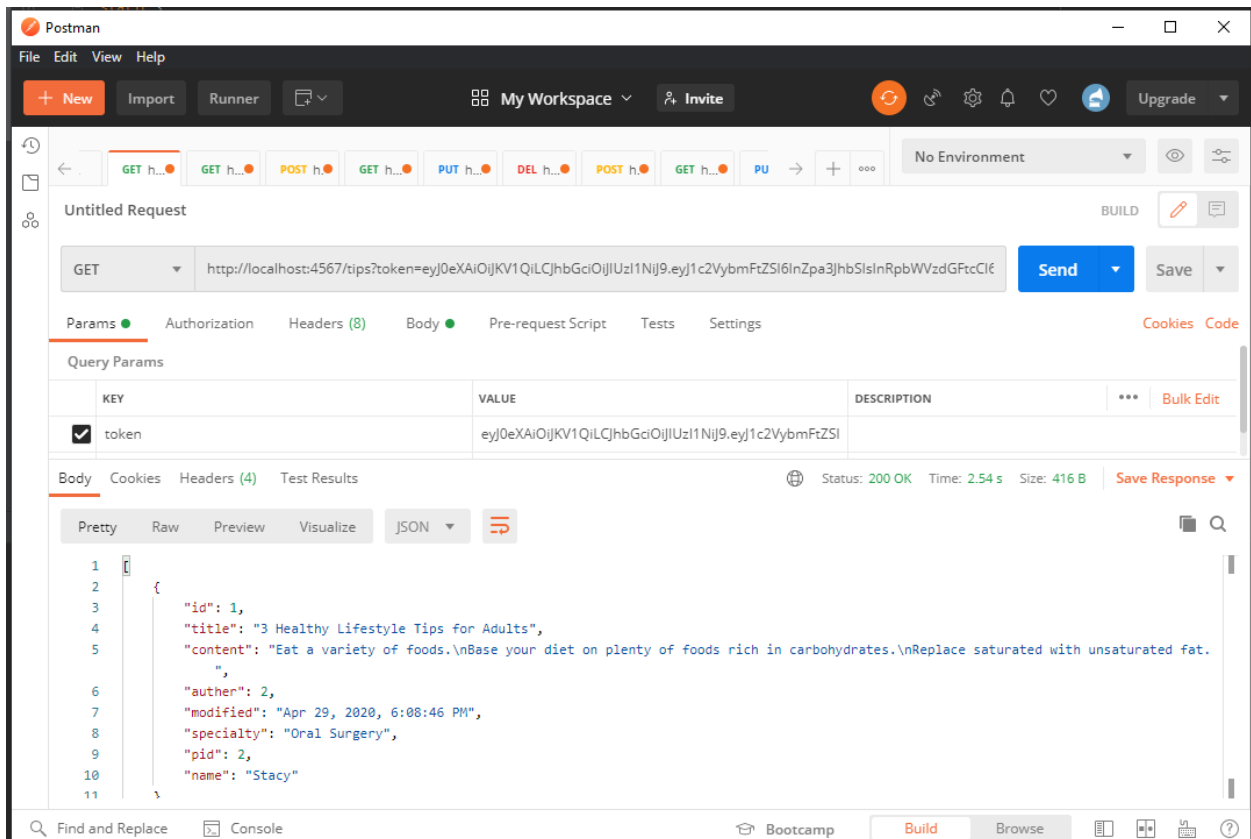 Postman
File Edit View Help
+ New Import Runner My Workspace Invite Upgrade
GET h... GET h... POST h. GET h... PUT h... DEL h... POST h. GET h... PU No Environment
Untitled Request BUILD
GET http://localhost:4567/tips?token=eyJ0eXAiOiJKV1QiLCJhbGciOiJIUzI1NiJ9.eyJ1c2VybmFtZSI6InZpa3JhbSIsInRpbWVzdGFtcCI6 Send Save
Params Authorization Headers (8) Body Pre-request Script Tests Settings Cookies Code
Query Params
KEY VALUE DESCRIPTION Bulk Edit
token eyJ0eXAiOiJKV1QiLCJhbGciOiJIUzI1NiJ9.eyJ1c2VybmFtZSI
Body Cookies Headers (4) Test Results Status: 200 OK Time: 2.54 s Size: 416 B Save Response
Pretty Raw Preview Visualize JSON
1 [
2 {
3 "id": 1,
4 "title": "3 Healthy Lifestyle Tips for Adults",
5 "content": "Eat a variety of foods.\nBase your diet on plenty of foods rich in carbohydrates.\nReplace saturated with unsaturated fat.
",
6 "auther": 2,
7 "modified": "Apr 29, 2020, 6:08:46 PM",
8 "specialty": "Oral Surgery",
9 "pid": 2,
10 "name": "Stacy"
11 }
Find and Replace Console Bootcamp Build Browse